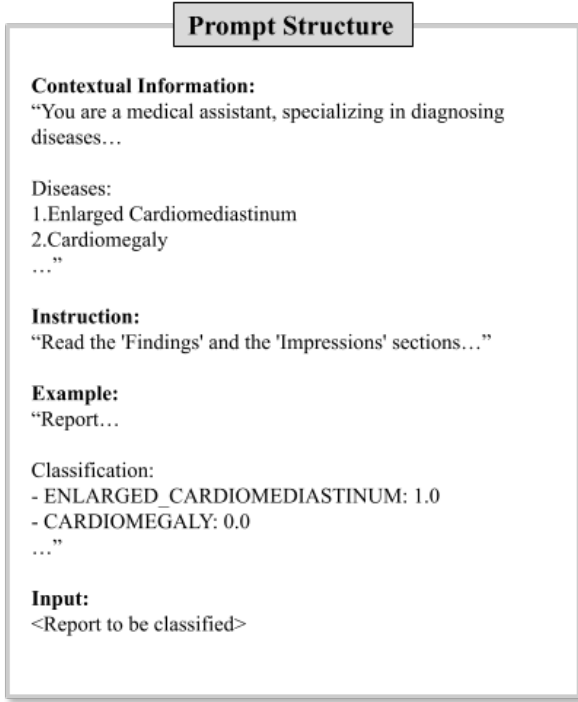 Prompt Structure
Contextual Information:
“You are a medical assistant, specializing in diagnosing
diseases…
Diseases:
1.Enlarged Cardiomediastinum
2.Cardiomegaly
…”
Instruction:
“Read the 'Findings' and the 'Impressions' sections…”
Example:
“Report…
Classification:
- ENLARGED_CARDIOMEDIASTINUM: 1.0
- CARDIOMEGALY: 0.0
…”
Input:
<Report to be classified>